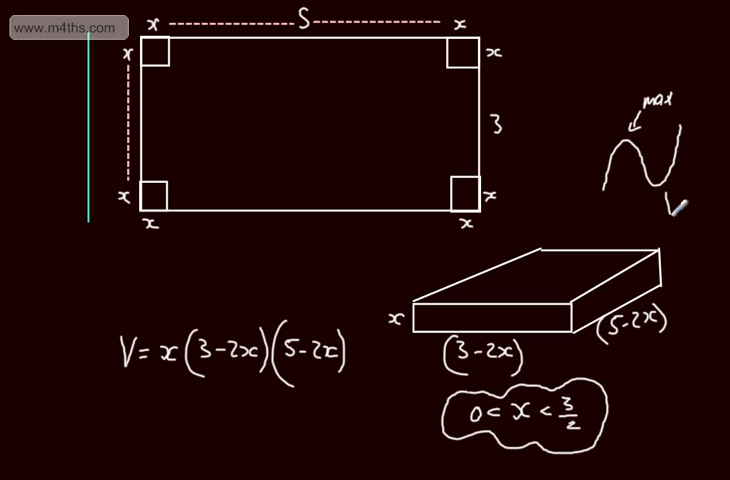 www.m4ths.com
x 5 x
x x
max
3
x x
x x
x
(5-2x)
V = x(3-2x)(5-2x)
(3-2x)
0 < x < 3/2